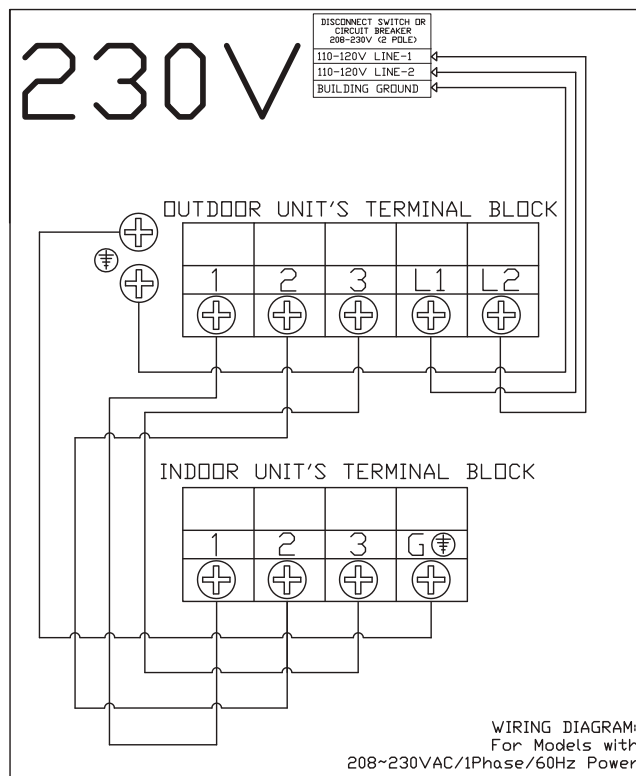 230V
DISCONNECT SWITCH OR
CIRCUIT BREAKER
208-230V (2 POLE)
110-120V LINE-1
110-120V LINE-2
BUILDING GROUND
OUTDOOR UNIT'S TERMINAL BLOCK
1 2 3 L1 L2
INDOOR UNIT'S TERMINAL BLOCK
1 2 3 G
WIRING DIAGRAM:
For Models with
208~230VAC/1Phase/60Hz Power